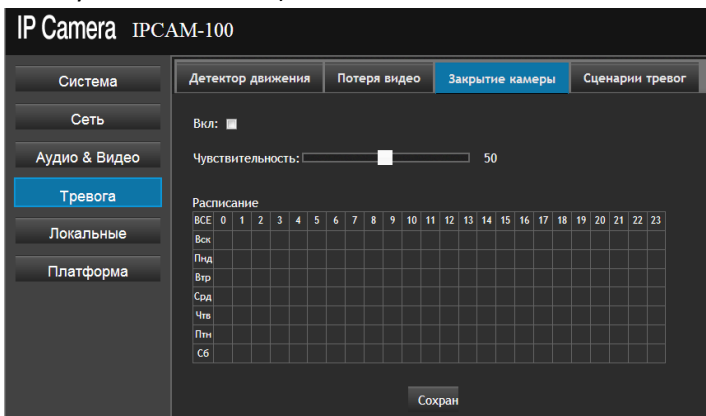 IP Camera IPCAM-100
Система
Сеть
Аудио & Видео
Тревога
Локальные
Платформа
Детектор движения Потеря видео Закрытие камеры Сценарии тревог
Вкл:
Чувствительность: 50
Расписание
ВСЕ 0 1 2 3 4 5 6 7 8 9 10 11 12 13 14 15 16 17 18 19 20 21 22 23
Вск
Пнд
Втр
Срд
Чтв
Птн
Сб
Сохран